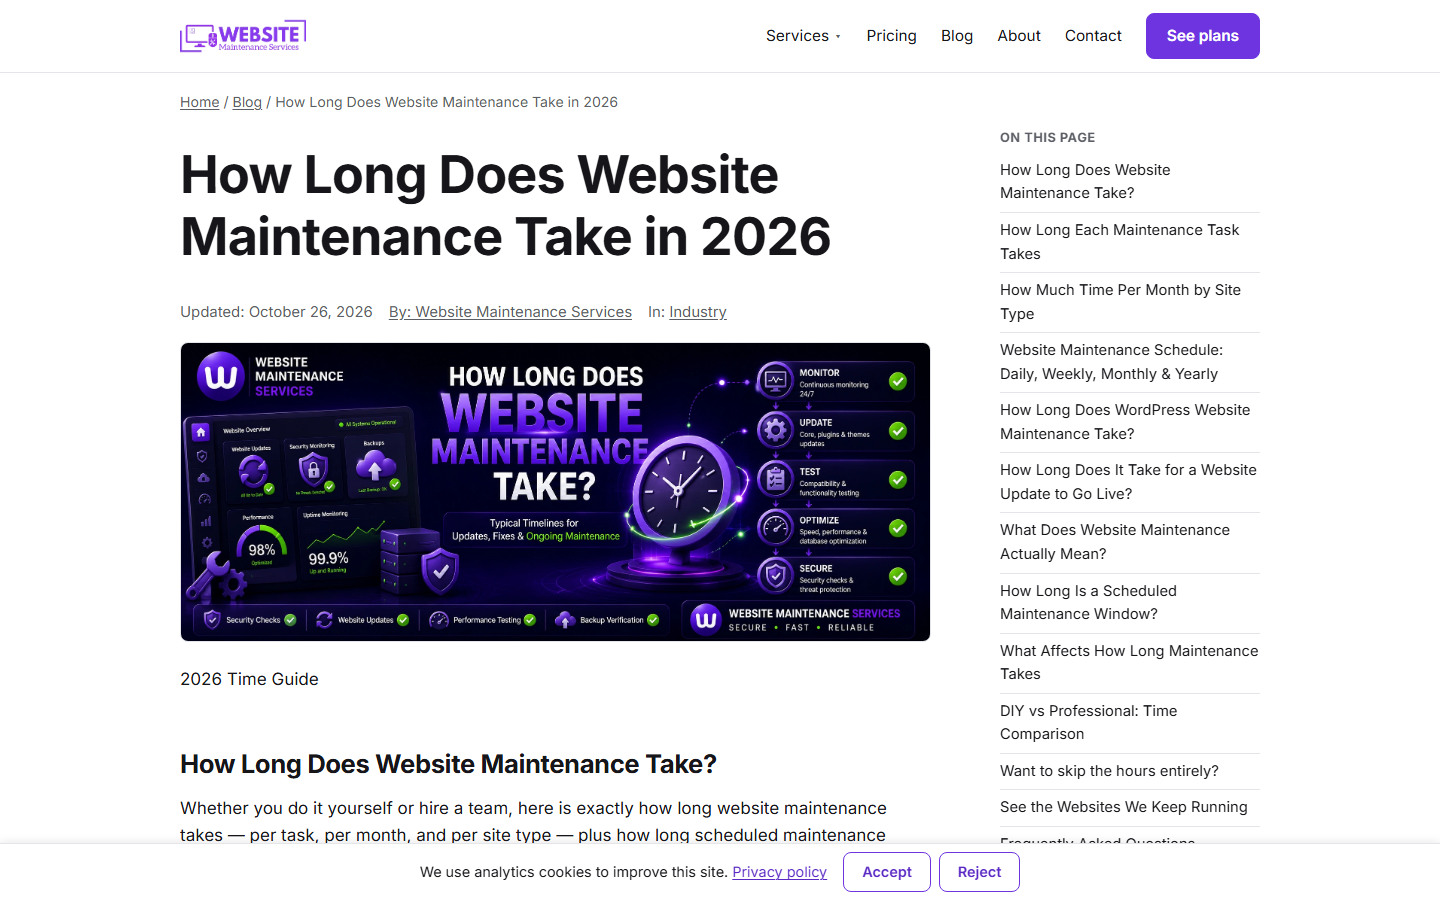 WEBSITE
Maintenance Services
Services
Pricing
Blog
About
Contact
See plans
Home / Blog / How Long Does Website Maintenance Take in 2026
How Long Does Website
Maintenance Take in 2026
Updated: October 26, 2026
By: Website Maintenance Services
In: Industry
W
WEBSITE
MAINTENANCE
SERVICES
Website Overview
All Systems Operational
Website Updates
Security Monitoring
Backups
Performance
98%
Optimized
Uptime Monitoring
99.9%
Up and Running
HOW LONG DOES
WEBSITE
MAINTENANCE
TAKE?
Typical Timelines for
Updates, Fixes & Ongoing Maintenance
MONITOR
Continuous monitoring
24/7
UPDATE
Core, plugins & themes
updates
TEST
Compatibility &
functionality testing
OPTIMIZE
Speed, performance &
database optimization
SECURE
Security checks &
threat protection
Security Checks
Website Updates
Performance Testing
Backup Verification
W
WEBSITE MAINTENANCE SERVICES
SECURE • FAST • RELIABLE
2026 Time Guide
How Long Does Website Maintenance Take?
Whether you do it yourself or hire a team, here is exactly how long website maintenance
takes — per task, per month, and per site type — plus how long scheduled maintenance
ON THIS PAGE
How Long Does Website
Maintenance Take?
How Long Each Maintenance Task
Takes
How Much Time Per Month by Site
Type
Website Maintenance Schedule:
Daily, Weekly, Monthly & Yearly
How Long Does WordPress Website
Maintenance Take?
How Long Does It Take for a Website
Update to Go Live?
What Does Website Maintenance
Actually Mean?
How Long Is a Scheduled
Maintenance Window?
What Affects How Long Maintenance
Takes
DIY vs Professional: Time
Comparison
Want to skip the hours entirely?
See the Websites We Keep Running
Frequently Asked Questions
We use analytics cookies to improve this site. Privacy policy
Accept
Reject